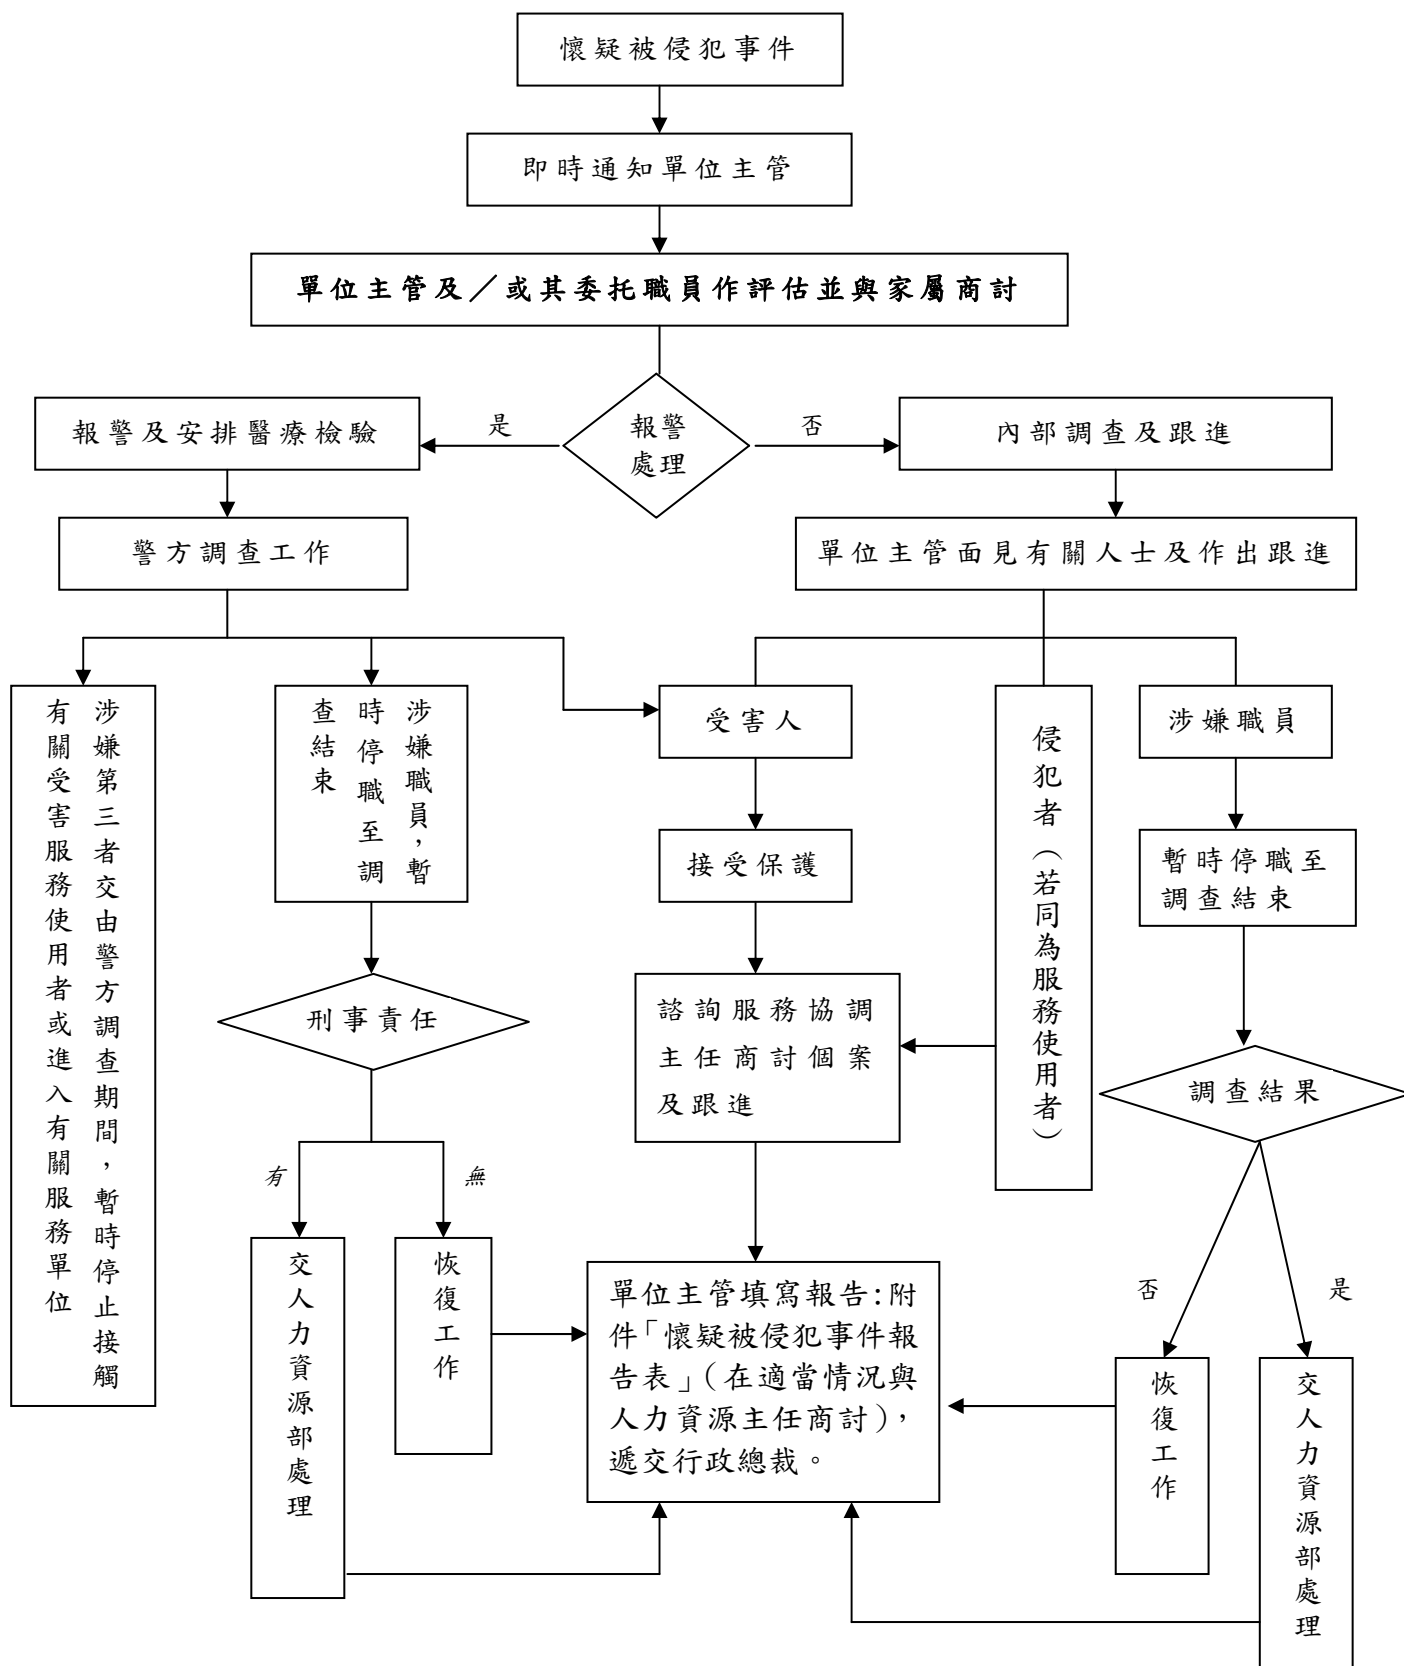 懷疑被侵犯事件
即時通知單位主管
單位主管及／或其委托職員作評估並與家屬商討
報警及安排醫療檢驗
是
報警
處理
否
內部調查及跟進
警方調查工作
單位主管面見有關人士及作出跟進
涉嫌第三者交由警方調查期間，暫時停止接觸
有關受害服務使用者或進入有關服務單位
涉嫌職員，暫
時停職至調
查結束
受害人
侵犯者（若同為服務使用者）
涉嫌職員
接受保護
暫時停職至
調查結束
刑事責任
諮詢服務協調
主任商討個案
及跟進
調查結果
有
無
否
是
交人力資源部處理
恢復工作
單位主管填寫報告:附
件「懷疑被侵犯事件報
告表」（在適當情況與
人力資源主任商討），
遞交行政總裁。
恢復工作
交人力資源部處理